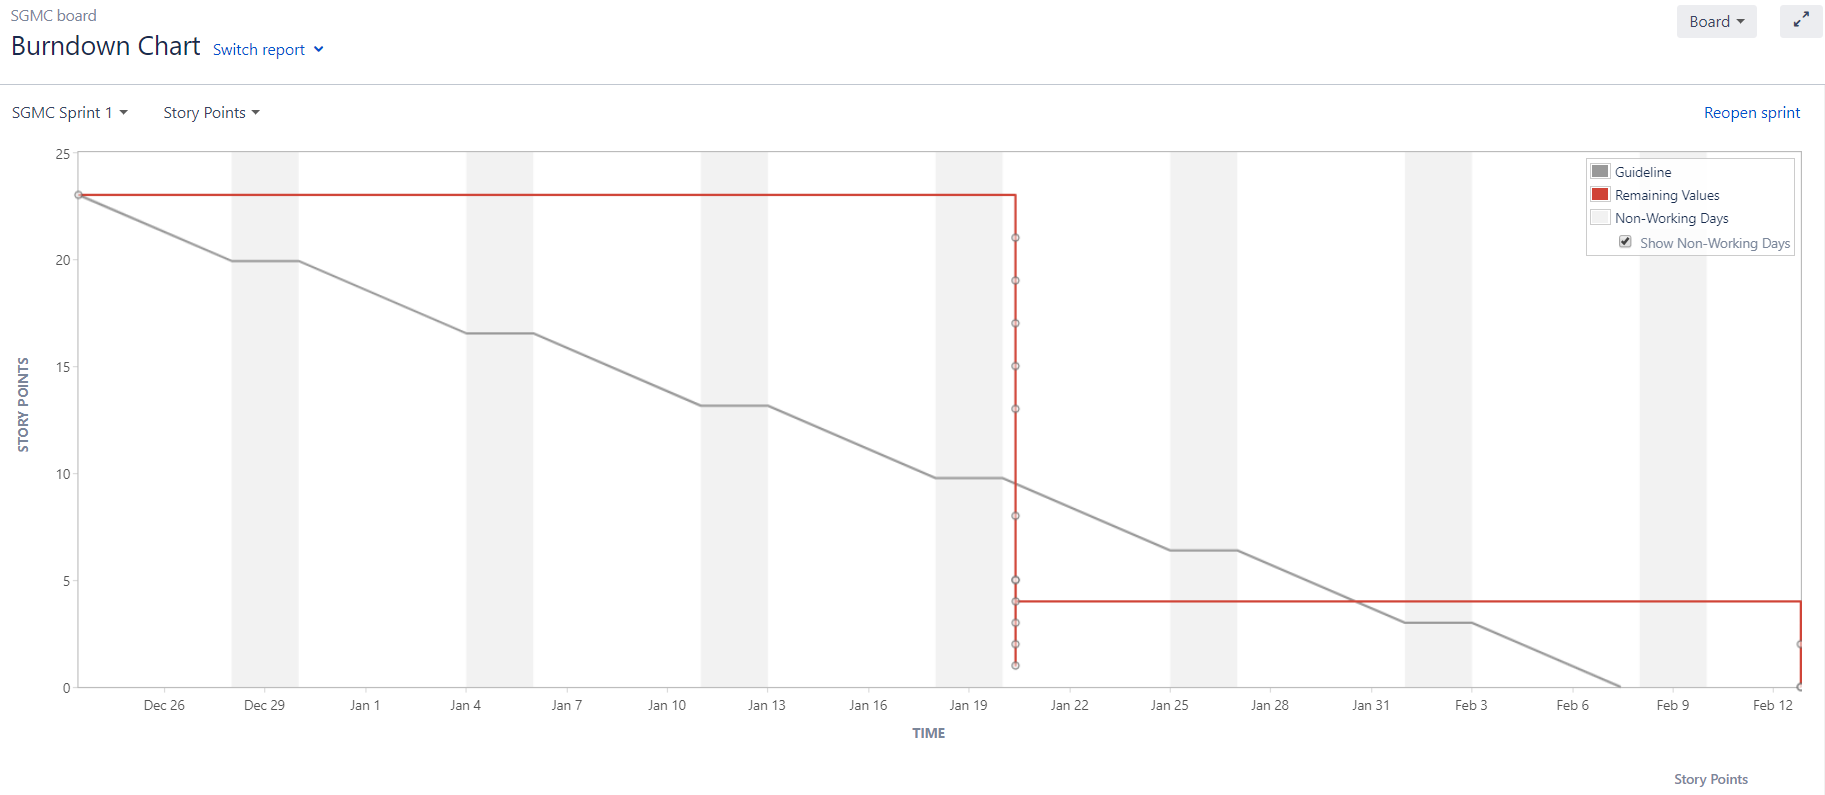 SGMC board
Board
Burndown Chart Switch report
SGMC Sprint 1 Story Points Reopen sprint
25
20
15
10
5
0
STORY POINTS
Guideline
Remaining Values
Non-Working Days
Show Non-Working Days
Dec 26 Dec 29 Jan 1 Jan 4 Jan 7 Jan 10 Jan 13 Jan 16 Jan 19 Jan 22 Jan 25 Jan 28 Jan 31 Feb 3 Feb 6 Feb 9 Feb 12
TIME
Story Points